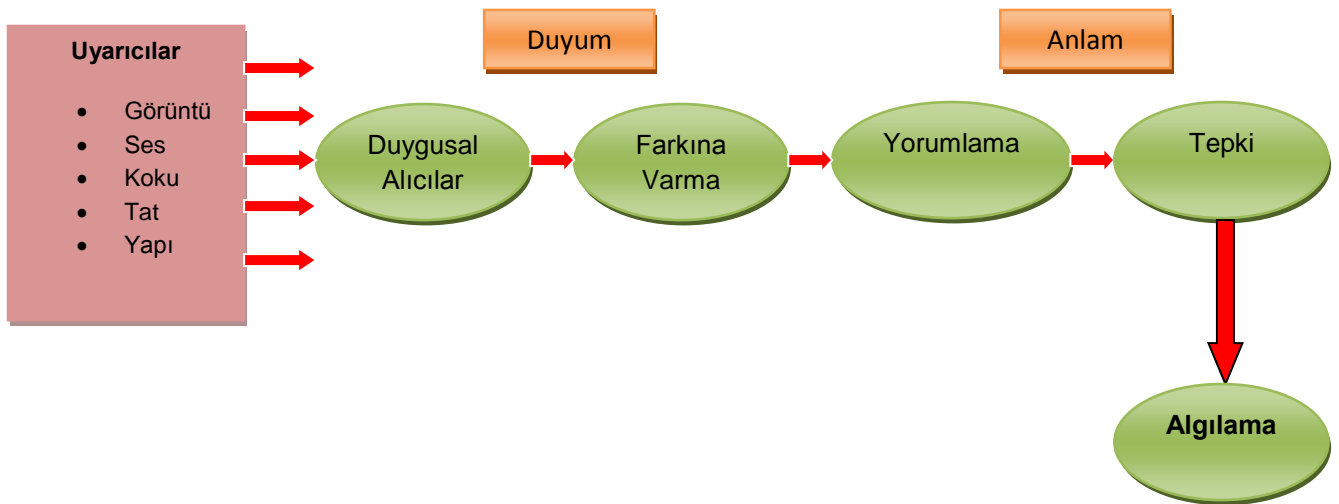 Uyarıcılar
• Görüntü
• Ses
• Koku
• Tat
• Yapı
Duyum
Anlam
Duygusal
Alıcılar
Farkına
Varma
Yorumlama
Tepki
Algılama